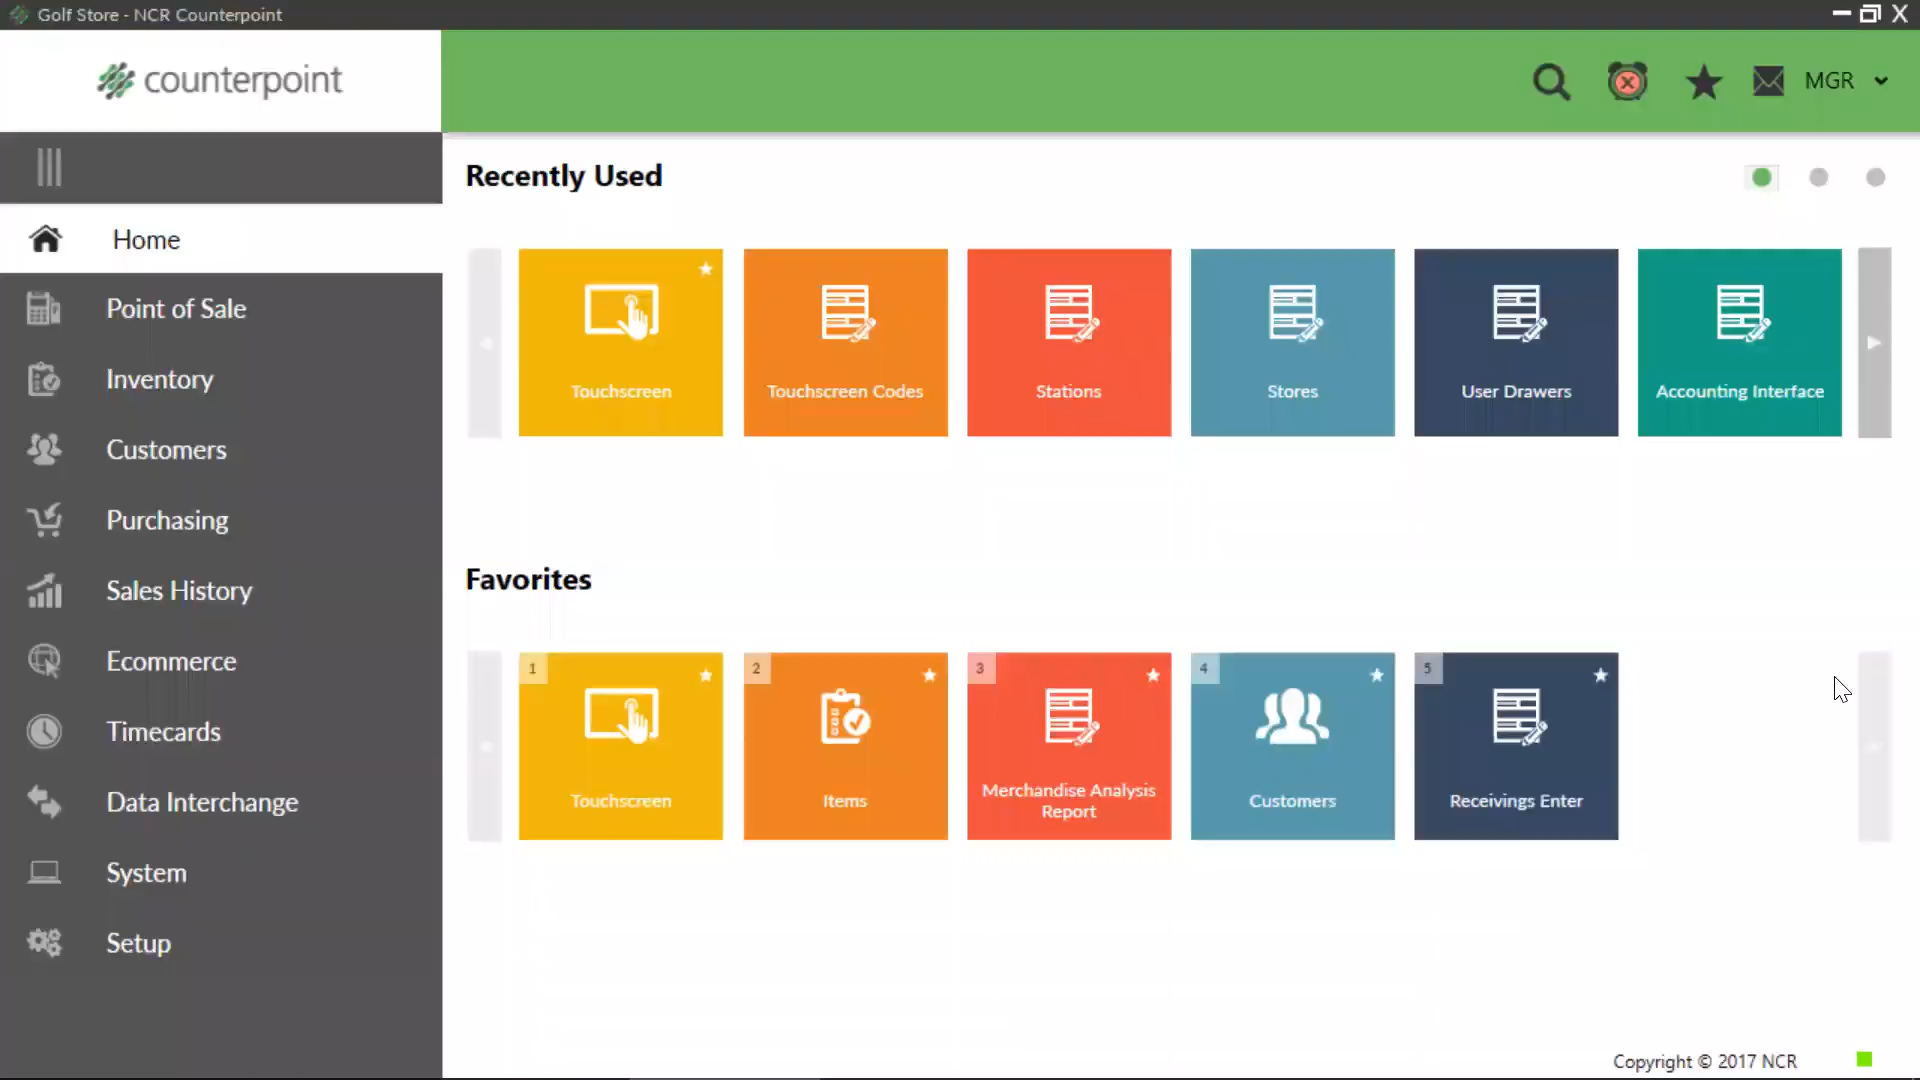 Golf Store - NCR Counterpoint
X
counterpoint
MGR
Recently Used
Home
Point of Sale
Inventory
Customers
Purchasing
Sales History
Ecommerce
Timecards
Data Interchange
System
Setup
Touchscreen
Touchscreen Codes
Stations
Stores
User Drawers
Accounting Interface
Favorites
1
2
3
4
5
Touchscreen
Items
Merchandise Analysis
Report
Customers
Receivings Enter
Copyright © 2017 NCR